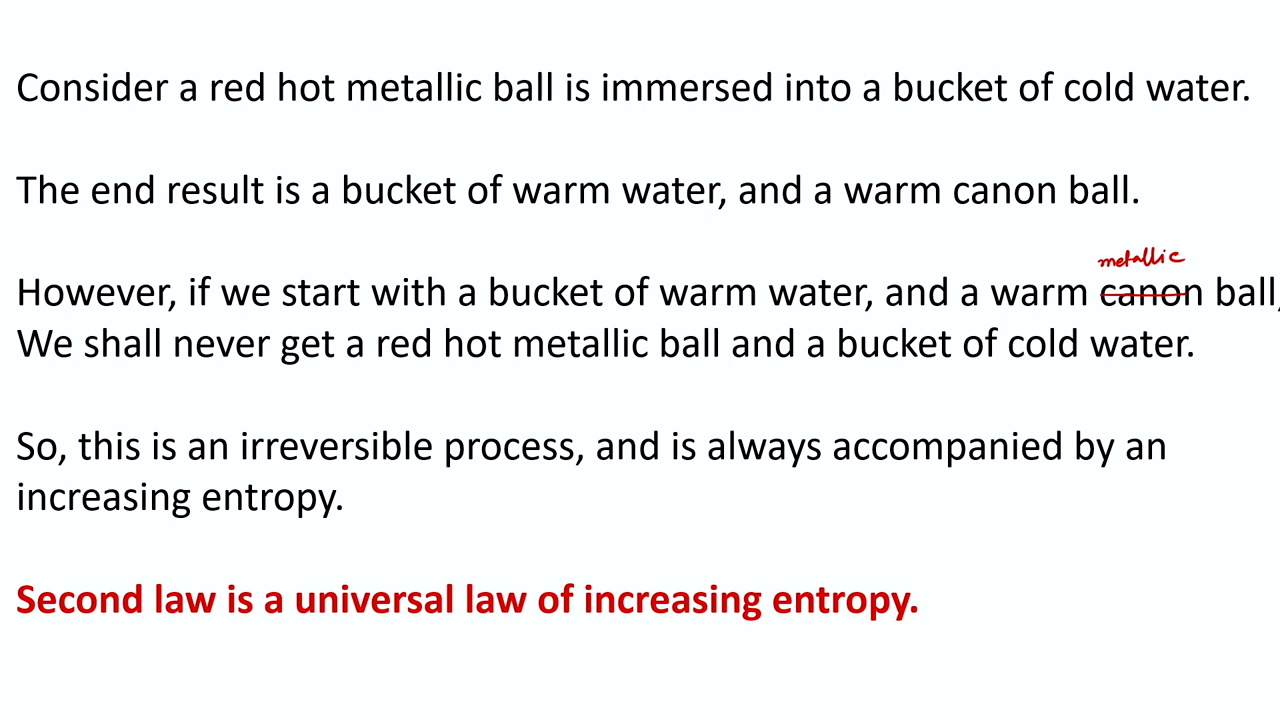 Consider a red hot metallic ball is immersed into a bucket of cold water.
The end result is a bucket of warm water, and a warm canon ball.
metallic
However, if we start with a bucket of warm water, and a warm canon ball,
We shall never get a red hot metallic ball and a bucket of cold water.
So, this is an irreversible process, and is always accompanied by an
increasing entropy.
Second law is a universal law of increasing entropy.